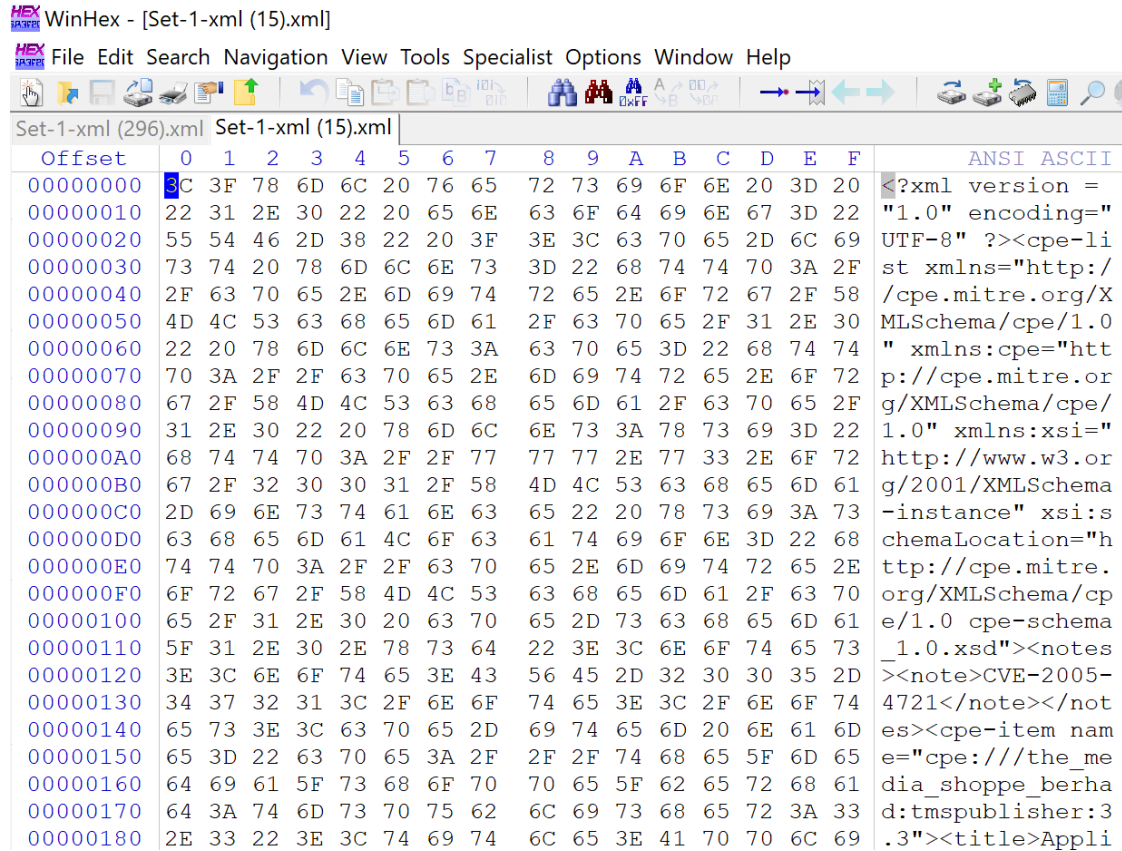 WinHex - [Set-1-xml (15).xml]
File Edit Search Navigation View Tools Specialist Options Window Help
Set-1-xml (296).xml Set-1-xml (15).xml
Offset 0 1 2 3 4 5 6 7 8 9 A B C D E F ANSI ASCII
00000000 3C 3F 78 6D 6C 20 76 65 72 73 69 6F 6E 20 3D 20 <?xml version =
00000010 22 31 2E 30 22 20 65 6E 63 6F 64 69 6E 67 3D 22 "1.0" encoding="
00000020 55 54 46 2D 38 22 20 3F 3E 3C 63 70 65 2D 6C 69 UTF-8" ?><cpe-li
00000030 73 74 20 78 6D 6C 6E 73 3D 22 68 74 74 70 3A 2F st xmlns="http:/
00000040 2F 63 70 65 2E 6D 69 74 72 65 2E 6F 72 67 2F 58 /cpe.mitre.org/X
00000050 4D 4C 53 63 68 65 6D 61 2F 63 70 65 2F 31 2E 30 MLSchema/cpe/1.0
00000060 22 20 78 6D 6C 6E 73 3A 63 70 65 3D 22 68 74 74 " xmlns:cpe="htt
00000070 70 3A 2F 2F 63 70 65 2E 6D 69 74 72 65 2E 6F 72 p://cpe.mitre.or
00000080 67 2F 58 4D 4C 53 63 68 65 6D 61 2F 63 70 65 2F g/XMLSchema/cpe/
00000090 31 2E 30 22 20 78 6D 6C 6E 73 3A 78 73 69 3D 22 1.0" xmlns:xsi="
000000A0 68 74 74 70 3A 2F 2F 77 77 77 2E 77 33 2E 6F 72 http://www.w3.or
000000B0 67 2F 32 30 30 31 2F 58 4D 4C 53 63 68 65 6D 61 g/2001/XMLSchema
000000C0 2D 69 6E 73 74 61 6E 63 65 22 20 78 73 69 3A 73 -instance" xsi:s
000000D0 63 68 65 6D 61 4C 6F 63 61 74 69 6F 6E 3D 22 68 chemaLocation="h
000000E0 74 74 70 3A 2F 2F 63 70 65 2E 6D 69 74 72 65 2E ttp://cpe.mitre.
000000F0 6F 72 67 2F 58 4D 4C 53 63 68 65 6D 61 2F 63 70 org/XMLSchema/cp
00000100 65 2F 31 2E 30 20 63 70 65 2D 73 63 68 65 6D 61 e/1.0 cpe-schema
00000110 5F 31 2E 30 2E 78 73 64 22 3E 3C 6E 6F 74 65 73 _1.0.xsd"><notes
00000120 3E 3C 6E 6F 74 65 3E 43 56 45 2D 32 30 30 35 2D ><note>CVE-2005-
00000130 34 37 32 31 3C 2F 6E 6F 74 65 3E 3C 2F 6E 6F 74 4721</note></not
00000140 65 73 3E 3C 63 70 65 2D 69 74 65 6D 20 6E 61 6D es><cpe-item nam
00000150 65 3D 22 63 70 65 3A 2F 2F 2F 74 68 65 5F 6D 65 e="cpe:///the_me
00000160 64 69 61 5F 73 68 6F 70 70 65 5F 62 65 72 68 61 dia_shoppe_berha
00000170 64 3A 74 6D 73 70 75 62 6C 69 73 68 65 72 3A 33 d:tmspublisher:3
00000180 2E 33 22 3E 3C 74 69 74 6C 65 3E 41 70 70 6C 69 .3"><title>Appli